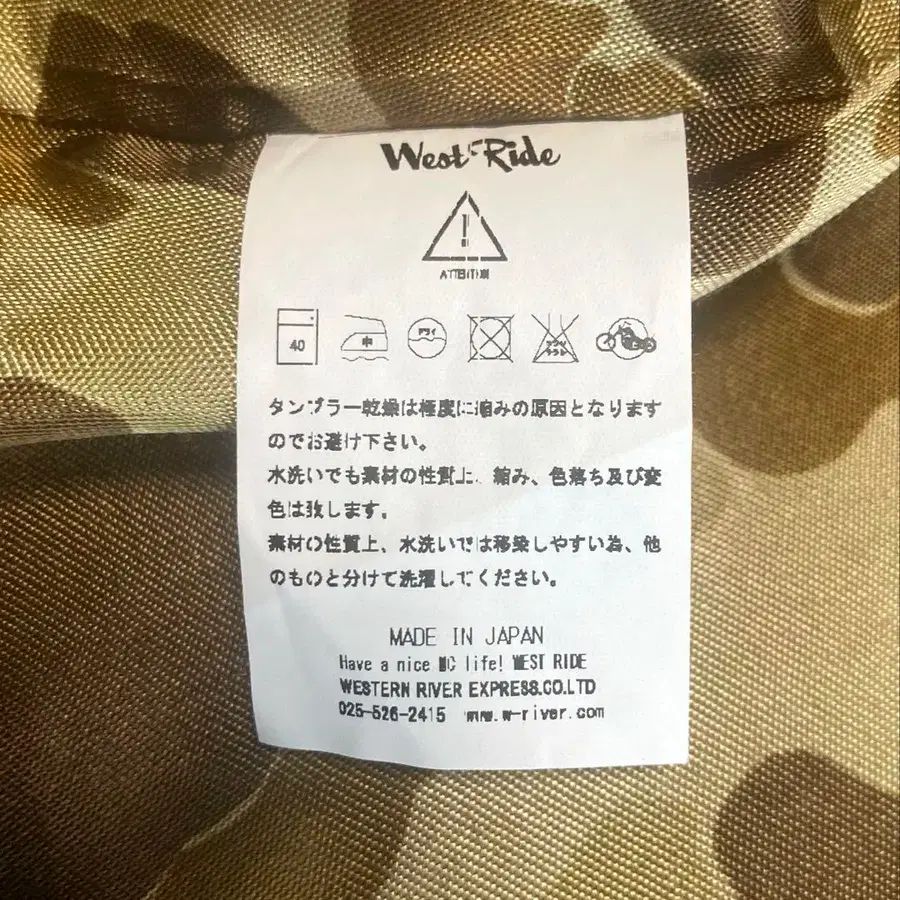 West Ride
!
ATTENTION
40 中 ドライ エンソサラシ
タンブラー乾燥は極度に縮みの原因となります
のでお避け下さい。
水洗いでも素材の性質上、縮み、色落ち及び変
色は致します。
素材の性質上、水洗いでは移染しやすい為、他
のものと分けて洗濯してください。
MADE IN JAPAN
Have a nice MC life! WEST RIDE
WESTERN RIVER EXPRESS.CO.LTD
025-526-2415 www.w-river.com